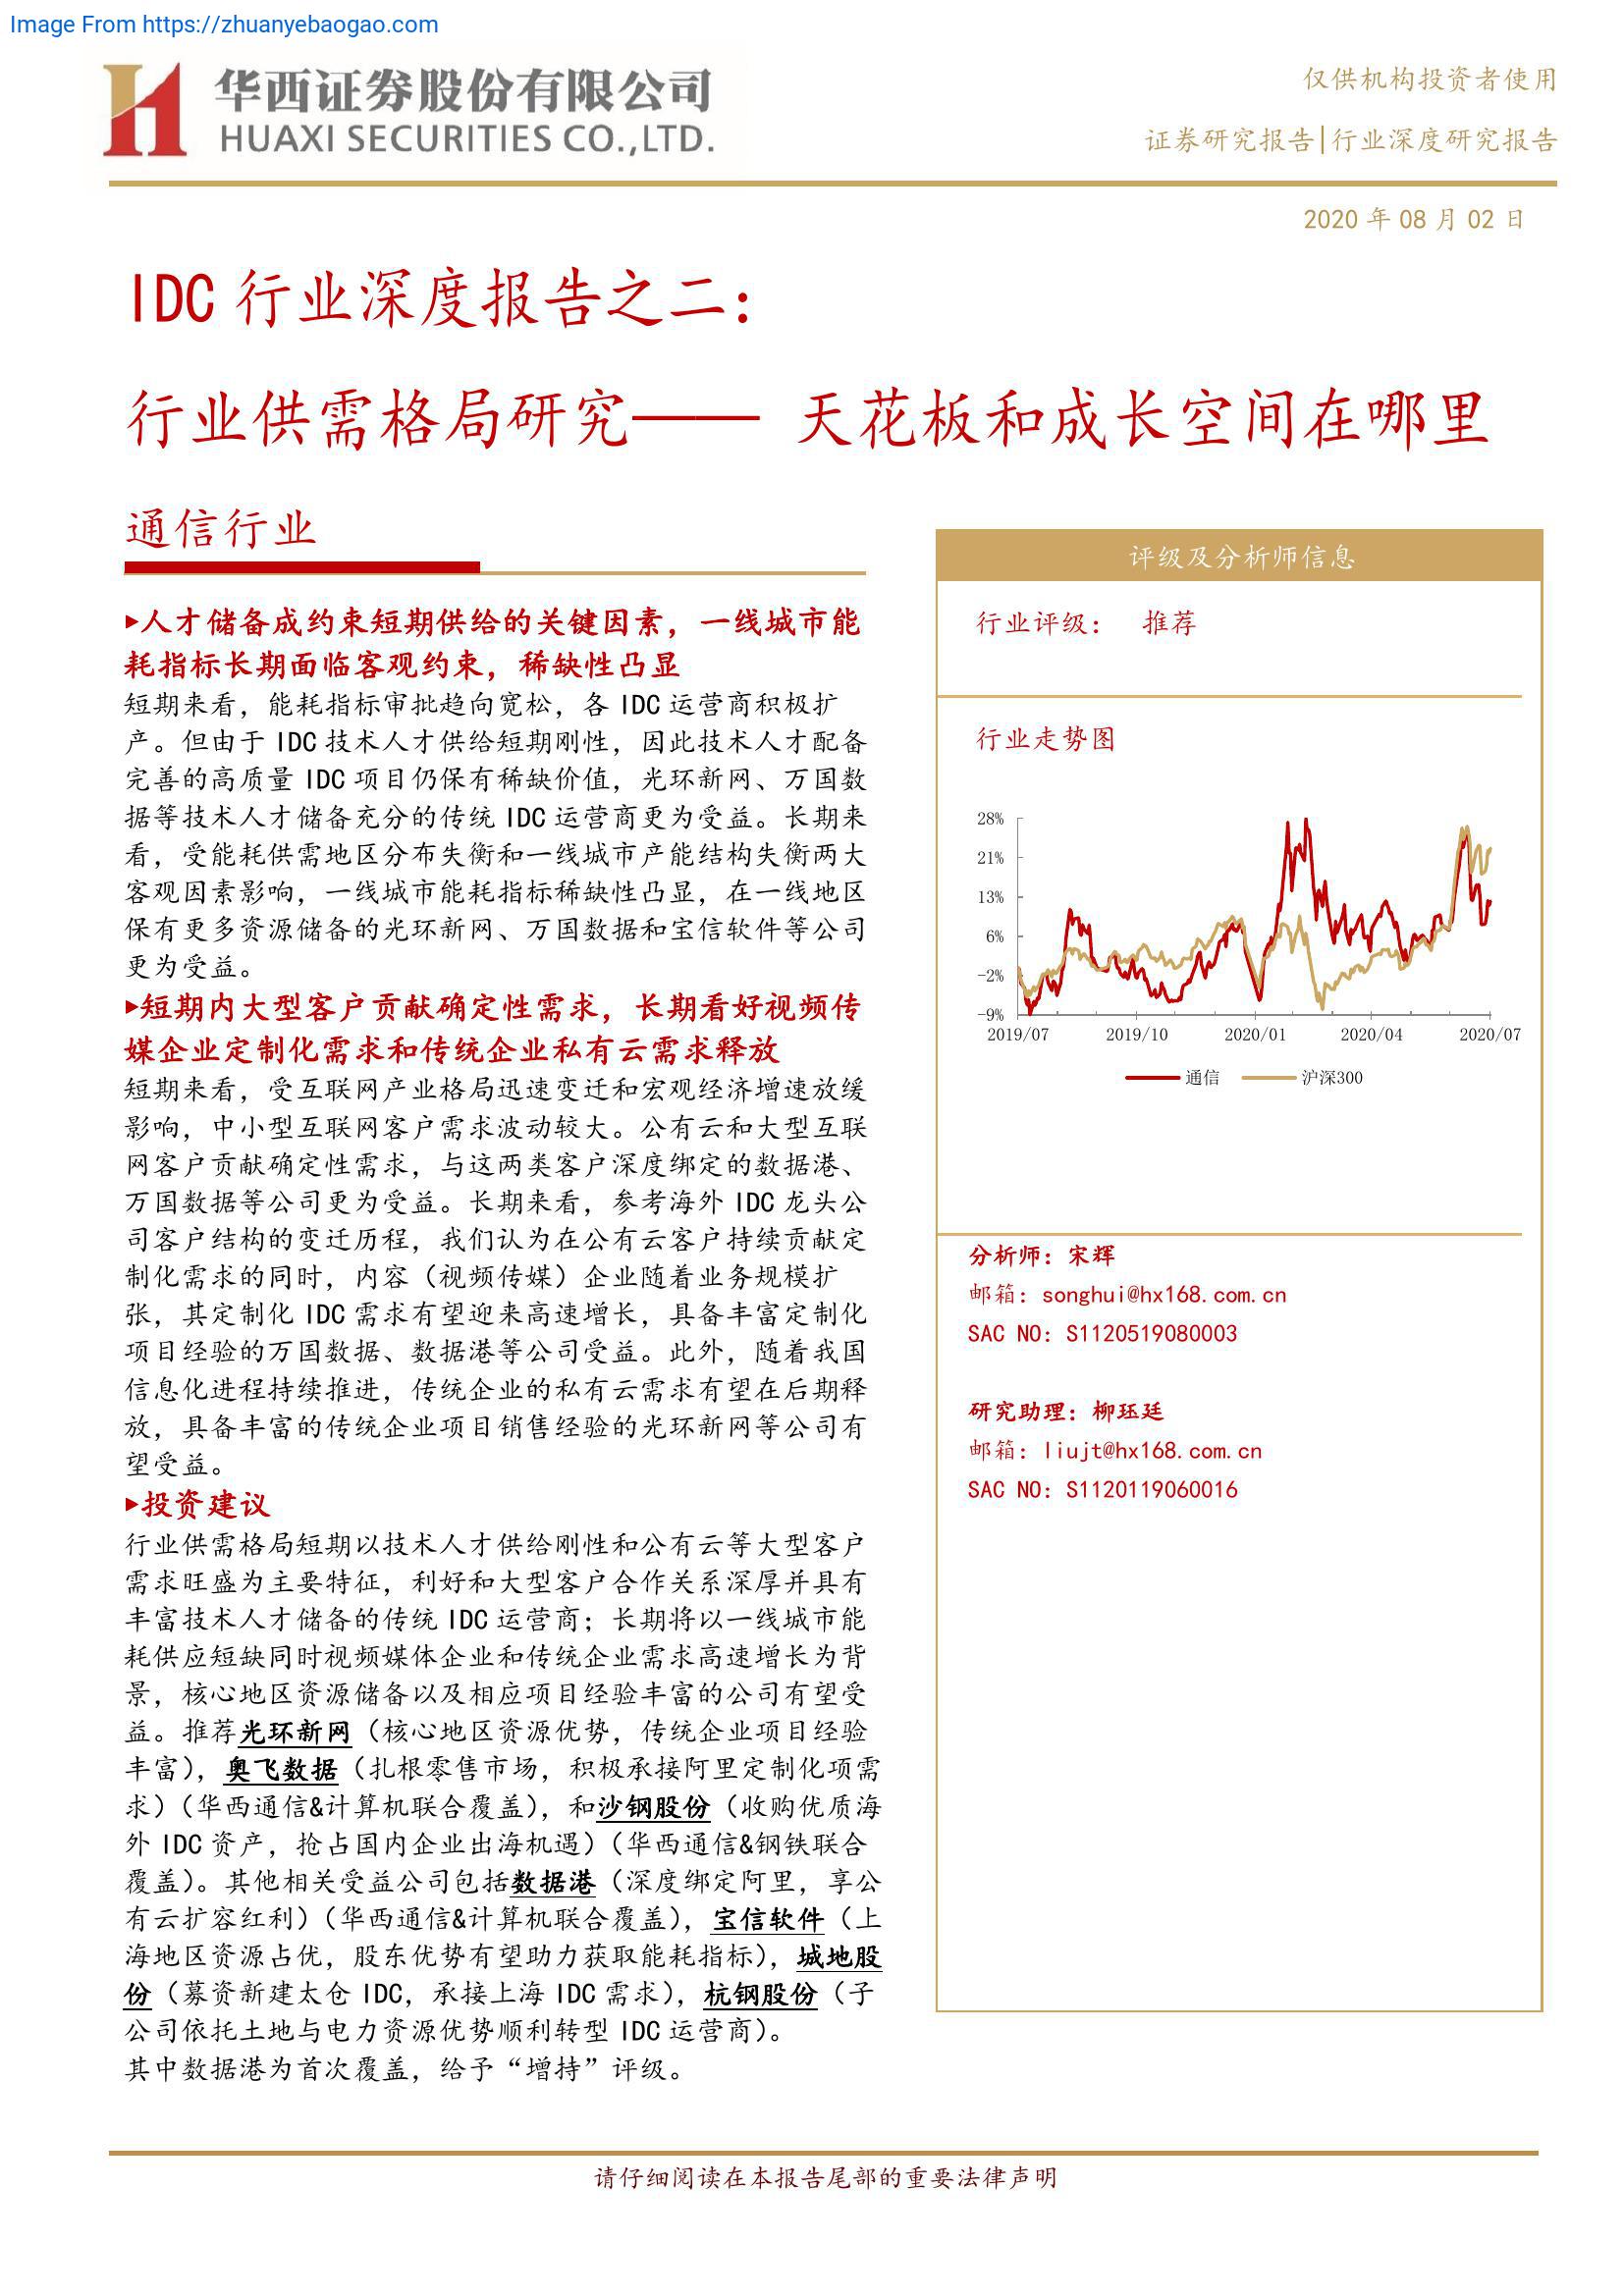 Image From https://zhuanyebaogao.com
华西证券股份有限公司
HUAXI SECURITIES CO.,LTD.
仅供机构投资者使用
证券研究报告|行业深度研究报告
2020 年 08 月 02 日
IDC 行业深度报告之二：
行业供需格局研究—— 天花板和成长空间在哪里
通信行业
▸人才储备成约束短期供给的关键因素，一线城市能
耗指标长期面临客观约束，稀缺性凸显
短期来看，能耗指标审批趋向宽松，各 IDC 运营商积极扩
产。但由于 IDC 技术人才供给短期刚性，因此技术人才配备
完善的高质量 IDC 项目仍保有稀缺价值，光环新网、万国数
据等技术人才储备充分的传统 IDC 运营商更为受益。长期来
看，受能耗供需地区分布失衡和一线城市产能结构失衡两大
客观因素影响，一线城市能耗指标稀缺性凸显，在一线地区
保有更多资源储备的光环新网、万国数据和宝信软件等公司
更为受益。
▸短期内大型客户贡献确定性需求，长期看好视频传
媒企业定制化需求和传统企业私有云需求释放
短期来看，受互联网产业格局迅速变迁和宏观经济增速放缓
影响，中小型互联网客户需求波动较大。公有云和大型互联
网客户贡献确定性需求，与这两类客户深度绑定的数据港、
万国数据等公司更为受益。长期来看，参考海外 IDC 龙头公
司客户结构的变迁历程，我们认为在公有云客户持续贡献定
制化需求的同时，内容（视频传媒）企业随着业务规模扩
张，其定制化 IDC 需求有望迎来高速增长，具备丰富定制化
项目经验的万国数据、数据港等公司受益。此外，随着我国
信息化进程持续推进，传统企业的私有云需求有望在后期释
放，具备丰富的传统企业项目销售经验的光环新网等公司有
望受益。
▸投资建议
行业供需格局短期以技术人才供给刚性和公有云等大型客户
需求旺盛为主要特征，利好和大型客户合作关系深厚并具有
丰富技术人才储备的传统 IDC 运营商；长期将以一线城市能
耗供应短缺同时视频媒体企业和传统企业需求高速增长为背
景，核心地区资源储备以及相应项目经验丰富的公司有望受
益。推荐光环新网（核心地区资源优势，传统企业项目经验
丰富），奥飞数据（扎根零售市场，积极承接阿里定制化项需
求）（华西通信&计算机联合覆盖），和沙钢股份（收购优质海
外 IDC 资产，抢占国内企业出海机遇）（华西通信&钢铁联合
覆盖）。其他相关受益公司包括数据港（深度绑定阿里，享公
有云扩容红利）（华西通信&计算机联合覆盖），宝信软件（上
海地区资源占优，股东优势有望助力获取能耗指标），城地股
份（募资新建太仓 IDC，承接上海 IDC 需求），杭钢股份（子
公司依托土地与电力资源优势顺利转型 IDC 运营商）。
其中数据港为首次覆盖，给予“增持”评级。
评级及分析师信息
行业评级： 推荐
行业走势图
28%
21%
13%
6%
-2%
-9%
2019/07 2019/10 2020/01 2020/04 2020/07
通信 沪深300
分析师：宋辉
邮箱：songhui@hx168.com.cn
SAC NO：S1120519080003
研究助理：柳珏廷
邮箱：liujt@hx168.com.cn
SAC NO：S1120119060016
请仔细阅读在本报告尾部的重要法律声明